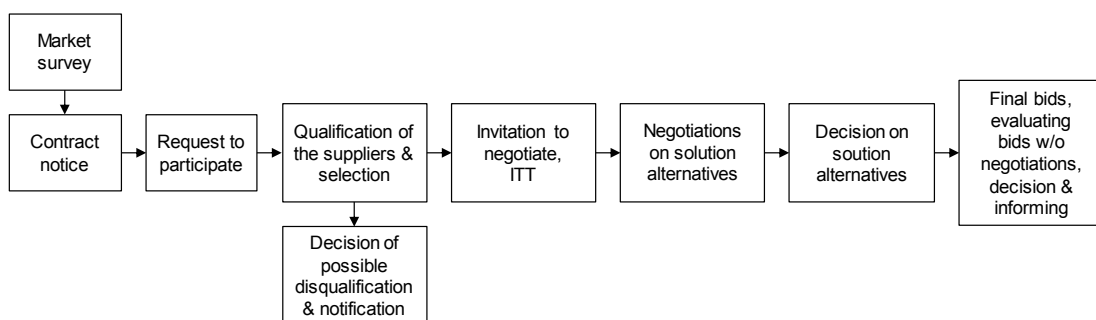 Market
survey
Contract
notice
Request to
participate
Qualification of
the suppliers &
selection
Decision of
possible
disqualification
& notification
Invitation to
negotiate,
ITT
Negotiations
on solution
alternatives
Decision on
soution
alternatives
Final bids,
evaluating
bids w/o
negotiations,
decision &
informing